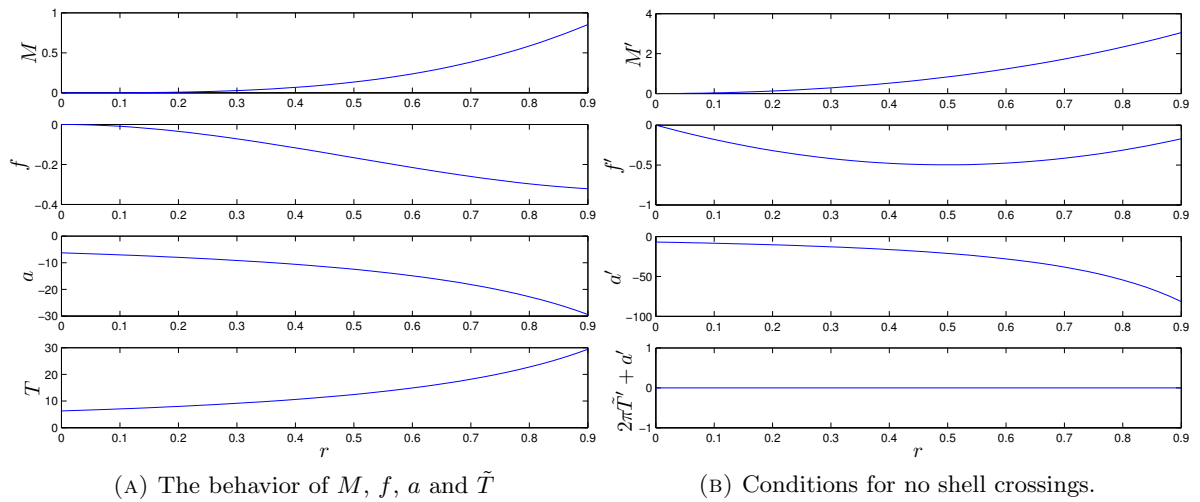 1
0.5
0
M
0 0.1 0.2 0.3 0.4 0.5 0.6 0.7 0.8 0.9
0
−0.2
−0.4
f
0 0.1 0.2 0.3 0.4 0.5 0.6 0.7 0.8 0.9
0
−10
−20
−30
a
0 0.1 0.2 0.3 0.4 0.5 0.6 0.7 0.8 0.9
30
20
10
0
T
0 0.1 0.2 0.3 0.4 0.5 0.6 0.7 0.8 0.9
r
(A) The behavior of M, f, a and T̃
4
2
0
M′
0 0.1 0.2 0.3 0.4 0.5 0.6 0.7 0.8 0.9
0
−0.5
−1
f′
0 0.1 0.2 0.3 0.4 0.5 0.6 0.7 0.8 0.9
0
−50
−100
a′
0 0.1 0.2 0.3 0.4 0.5 0.6 0.7 0.8 0.9
1
0
−1
2πT̃′ + a′
0 0.1 0.2 0.3 0.4 0.5 0.6 0.7 0.8 0.9
r
(B) Conditions for no shell crossings.